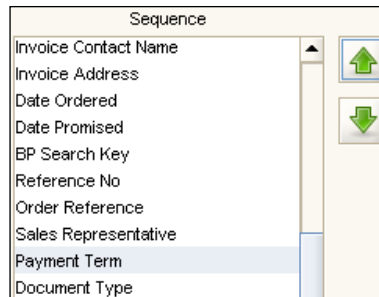 Sequence
Invoice Contact Name
Invoice Address
Date Ordered
Date Promised
BP Search Key
Reference No
Order Reference
Sales Representative
Payment Term
Document Type